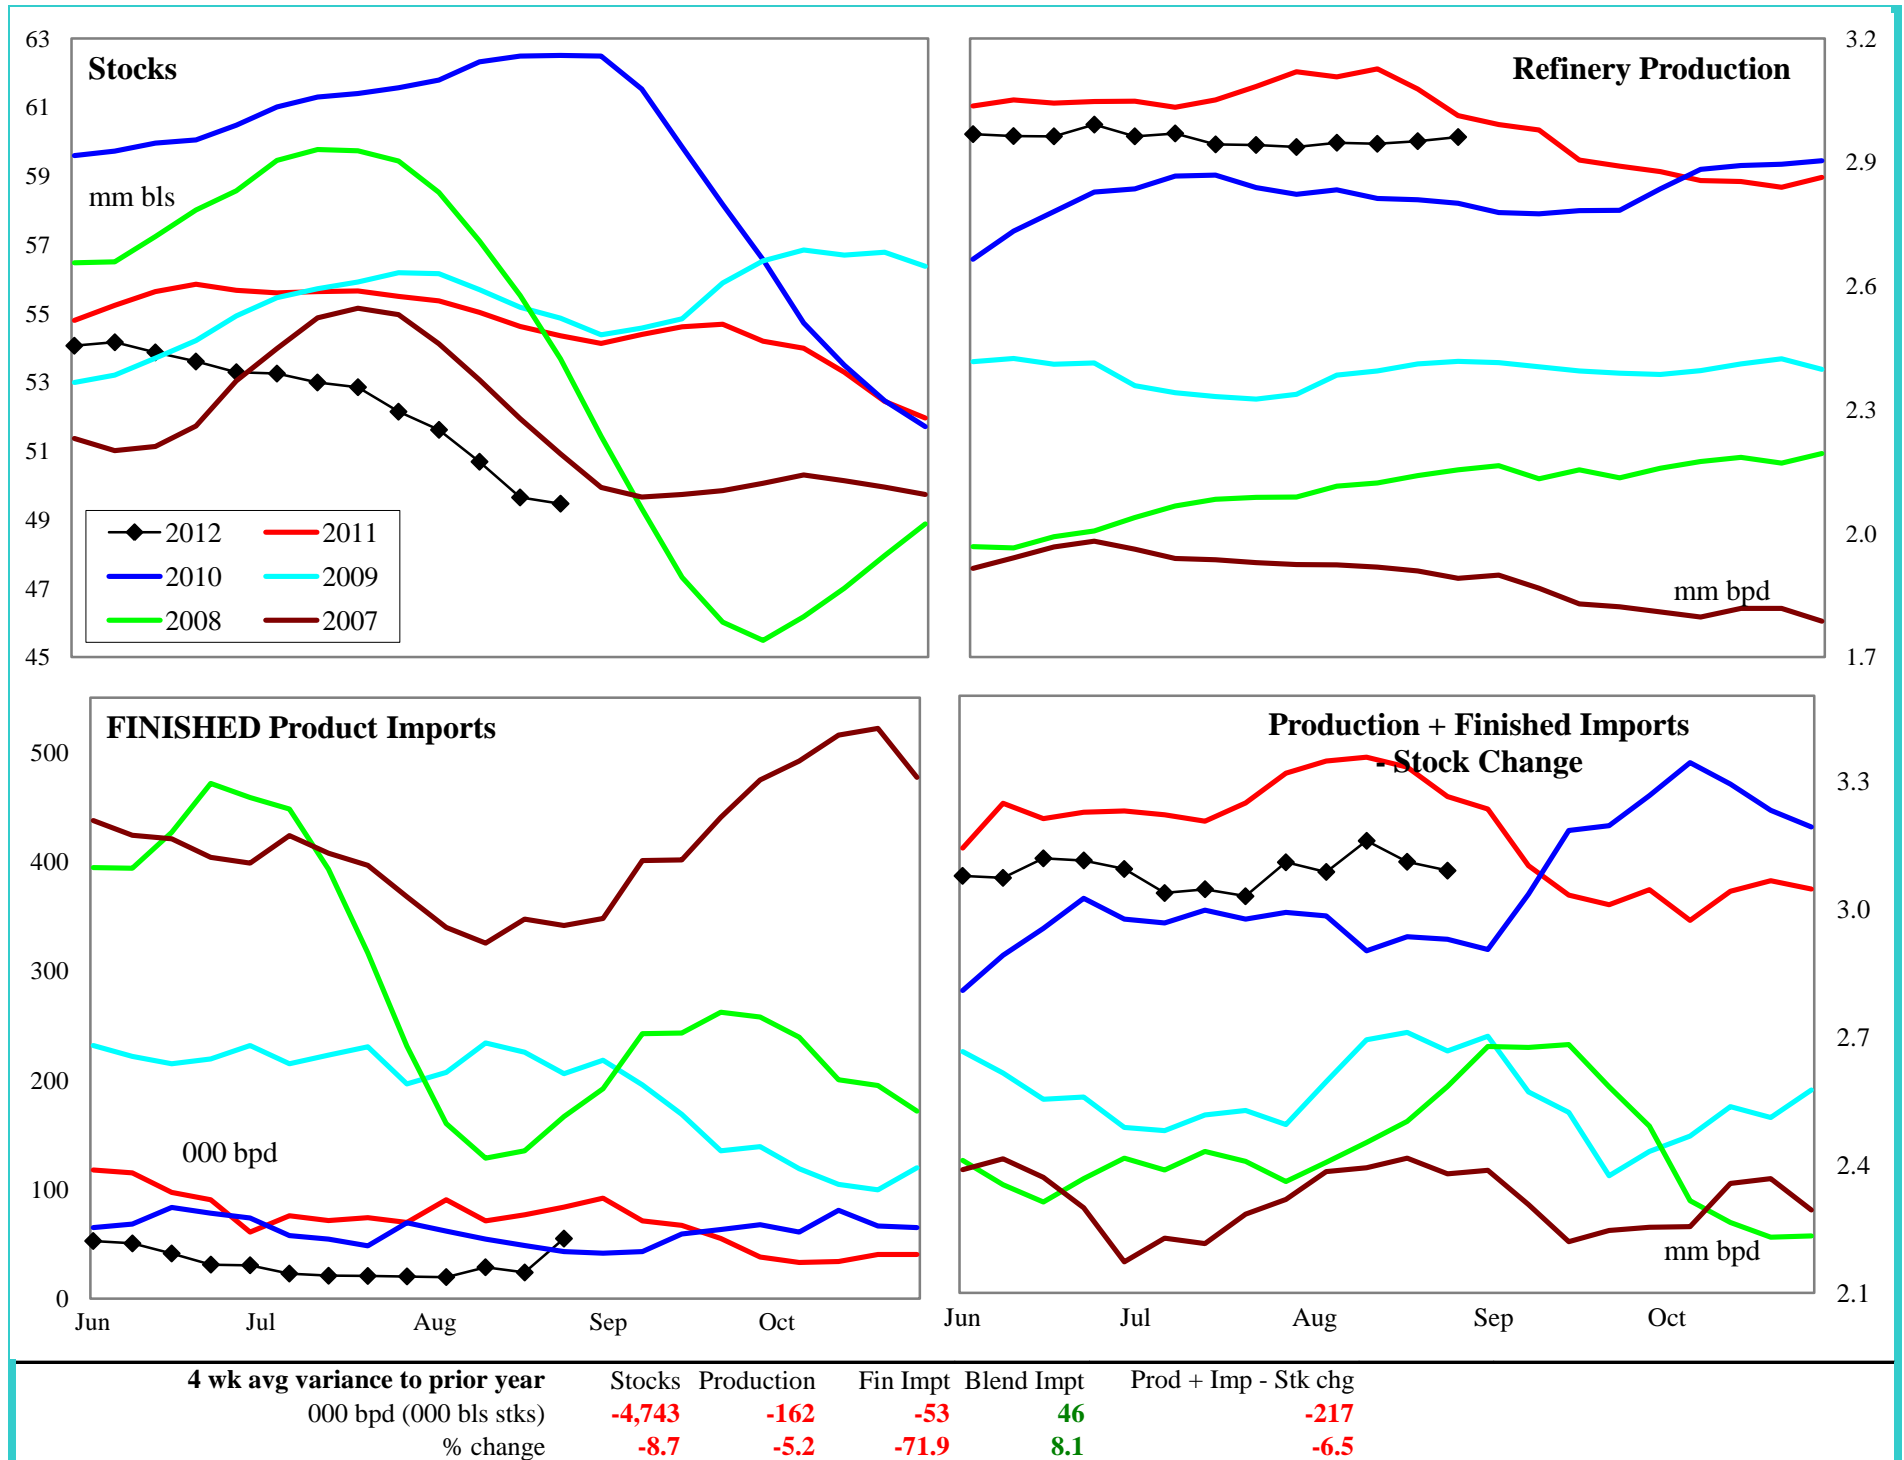 Stocks
mm bls
63
61
59
57
55
53
51
49
47
45
2012 2011
2010 2009
2008 2007
Refinery Production
mm bpd
3.2
2.9
2.6
2.3
2.0
1.7
FINISHED Product Imports
000 bpd
500
400
300
200
100
0
Jun Jul Aug Sep Oct
Production + Finished Imports
- Stock Change
mm bpd
3.3
3.0
2.7
2.4
2.1
Jun Jul Aug Sep Oct
4 wk avg variance to prior year Stocks Production Fin Impt Blend Impt Prod + Imp - Stk chg
000 bpd (000 bls stks) -4,743 -162 -53 46 -217
% change -8.7 -5.2 -71.9 8.1 -6.5